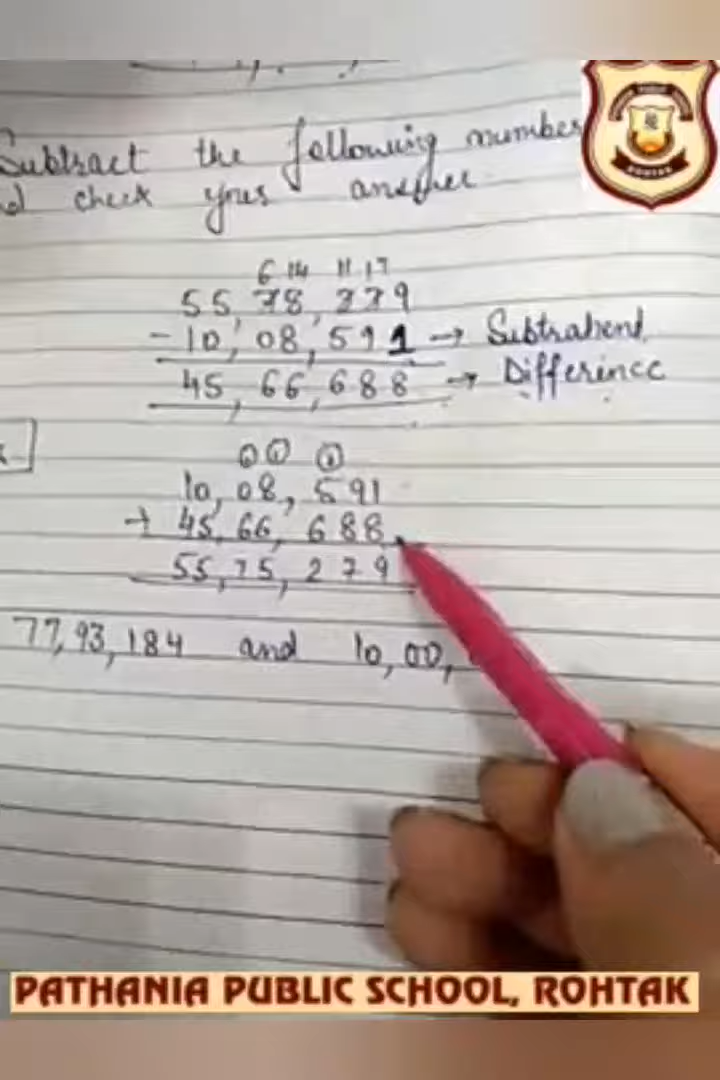 Subtract the following number
check your answer
6 14 11 17
55,78,279
- 10,08,591 → Subtrahend
45,66,688 → Difference
10,08,591
+ 45,66,688
55,75,279
77,93,184 and 10,00,
ROHTAK
PATHANIA PUBLIC SCHOOL, ROHTAK